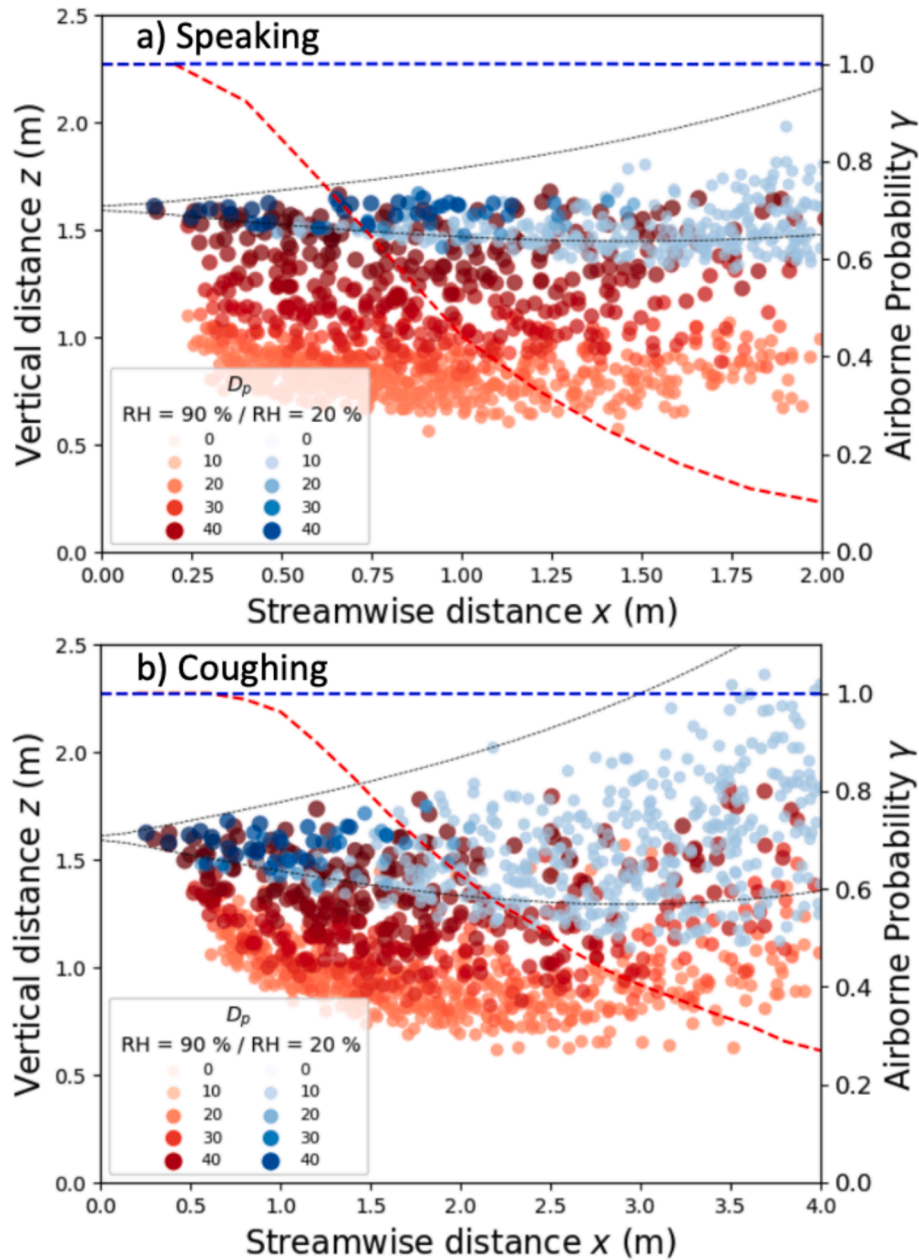 a) Speaking
2.5
2.0
1.5
1.0
0.5
0.0
Vertical distance z (m)
1.0
0.8
0.6
0.4
0.2
0.0
Airborne Probability γ
D_p
RH = 90 % / RH = 20 %
0 0
10 10
20 20
30 30
40 40
0.00 0.25 0.50 0.75 1.00 1.25 1.50 1.75 2.00
Streamwise distance x (m)
b) Coughing
2.5
2.0
1.5
1.0
0.5
0.0
Vertical distance z (m)
1.0
0.8
0.6
0.4
0.2
0.0
Airborne Probability γ
D_p
RH = 90 % / RH = 20 %
0 0
10 10
20 20
30 30
40 40
0.0 0.5 1.0 1.5 2.0 2.5 3.0 3.5 4.0
Streamwise distance x (m)